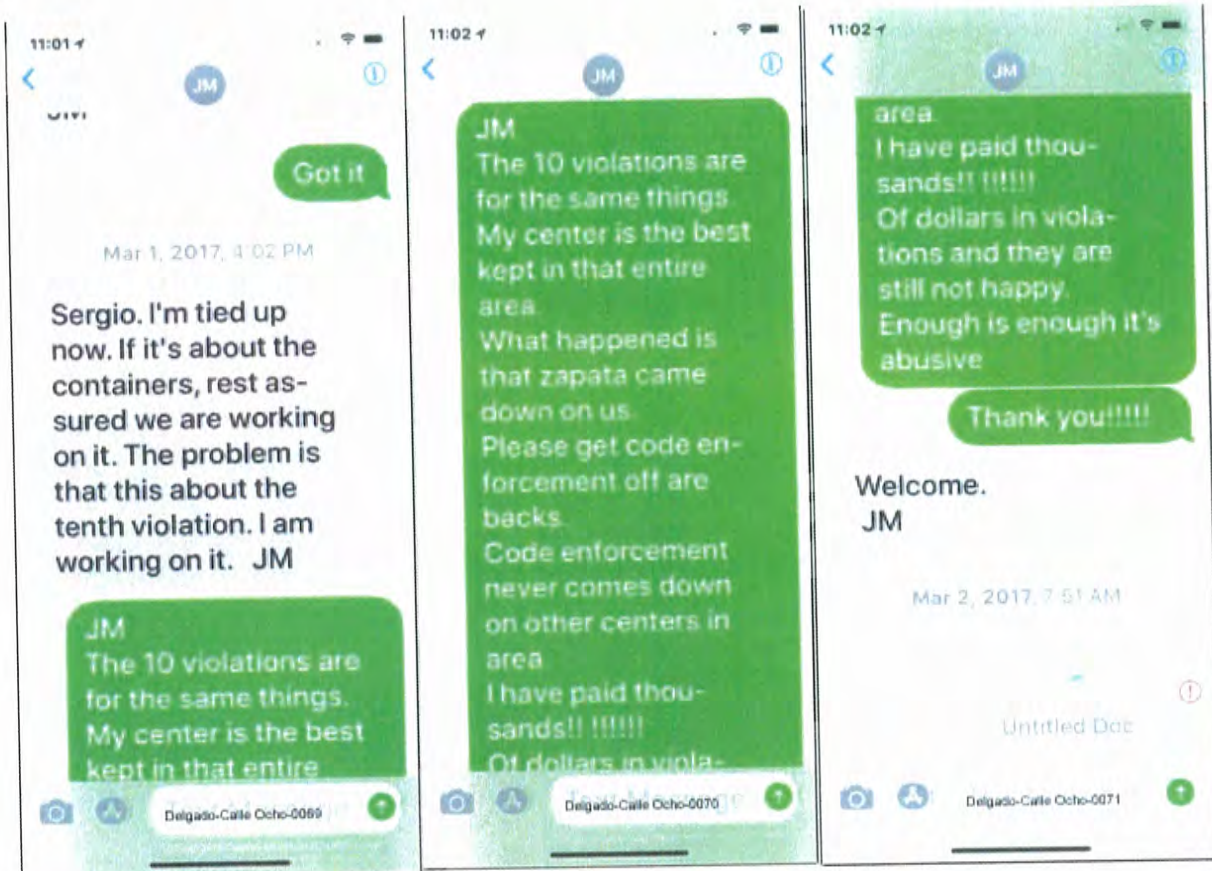 11:01
JM
Got it
Mar 1, 2017, 4:02 PM
Sergio. I'm tied up
now. If it's about the
containers, rest as-
sured we are working
on it. The problem is
that this about the
tenth violation. I am
working on it. JM
JM
The 10 violations are
for the same things.
My center is the best
kept in that entire
Delgado-Calle Ocho-0069
11:02
JM
JM
The 10 violations are
for the same things.
My center is the best
kept in that entire
area.
What happened is
that zapata came
down on us.
Please get code en-
forcement off are
backs.
Code enforcement
never comes down
on other centers in
area.
I have paid thou-
sands!! !!!!!!
Of dollars in viola-
Text Message
Delgado-Calle Ocho-0070
11:02
JM
area.
I have paid thou-
sands!! !!!!!!
Of dollars in viola-
tions and they are
still not happy.
Enough is enough it's
abusive
Thank you!!!!!
Welcome.
JM
Mar 2, 2017, 7:51 AM
Untitled Doc
Delgado-Calle Ocho-0071